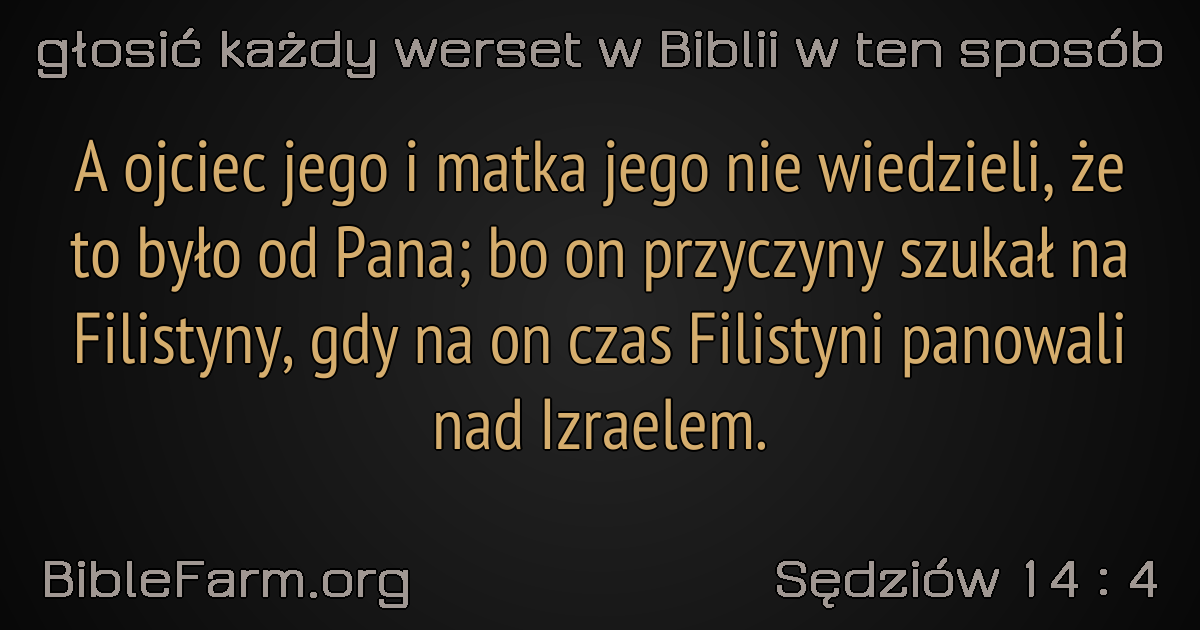 głosić każdy werset w Biblii w ten sposób
A ojciec jego i matka jego nie wiedzieli, że
to było od Pana; bo on przyczyny szukał na
Filistyny, gdy na on czas Filistyni panowali
nad Izraelem.
BibleFarm.org
Sędziów 14 : 4